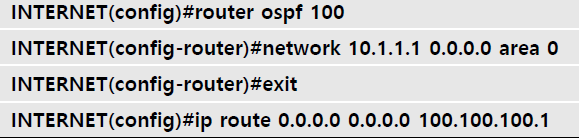 INTERNET(config)#router ospf 100
INTERNET(config-router)#network 10.1.1.1 0.0.0.0 area 0
INTERNET(config-router)#exit
INTERNET(config)#ip route 0.0.0.0 0.0.0.0 100.100.100.1